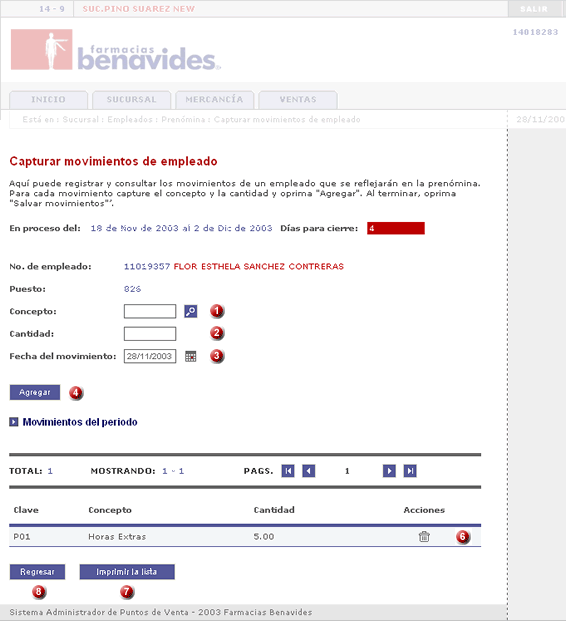 14 - 9 SUC.PINO SUAREZ NEW SALIR
14018283
farmacias
benavides
INICIO SUCURSAL MERCANCÍA VENTAS
Está en : Sucursal : Empleados : Prenómina : Capturar movimientos de empleado 28/11/200
Capturar movimientos de empleado
Aquí puede registrar y consultar los movimientos de un empleado que se reflejarán en la prenómina.
Para cada movimiento capture el concepto y la cantidad y oprima "Agregar". Al terminar, oprima
"Salvar movimientos"'.
En proceso del: 18 de Nov de 2003 al 2 de Dic de 2003 Días para cierre: 4
No. de empleado: 11019357 FLOR ESTHELA SANCHEZ CONTRERAS
Puesto: 826
Concepto: 1
Cantidad: 2
Fecha del movimiento: 28/11/2003 3
Agregar 4
Movimientos del periodo
TOTAL: 1 MOSTRANDO: 1 - 1 PAGS. 1
Clave Concepto Cantidad Acciones
P01 Horas Extras 5.00 6
Regresar Imprimir la lista
8 7
Sistema Administrador de Puntos de Venta - 2003 Farmacias Benavides